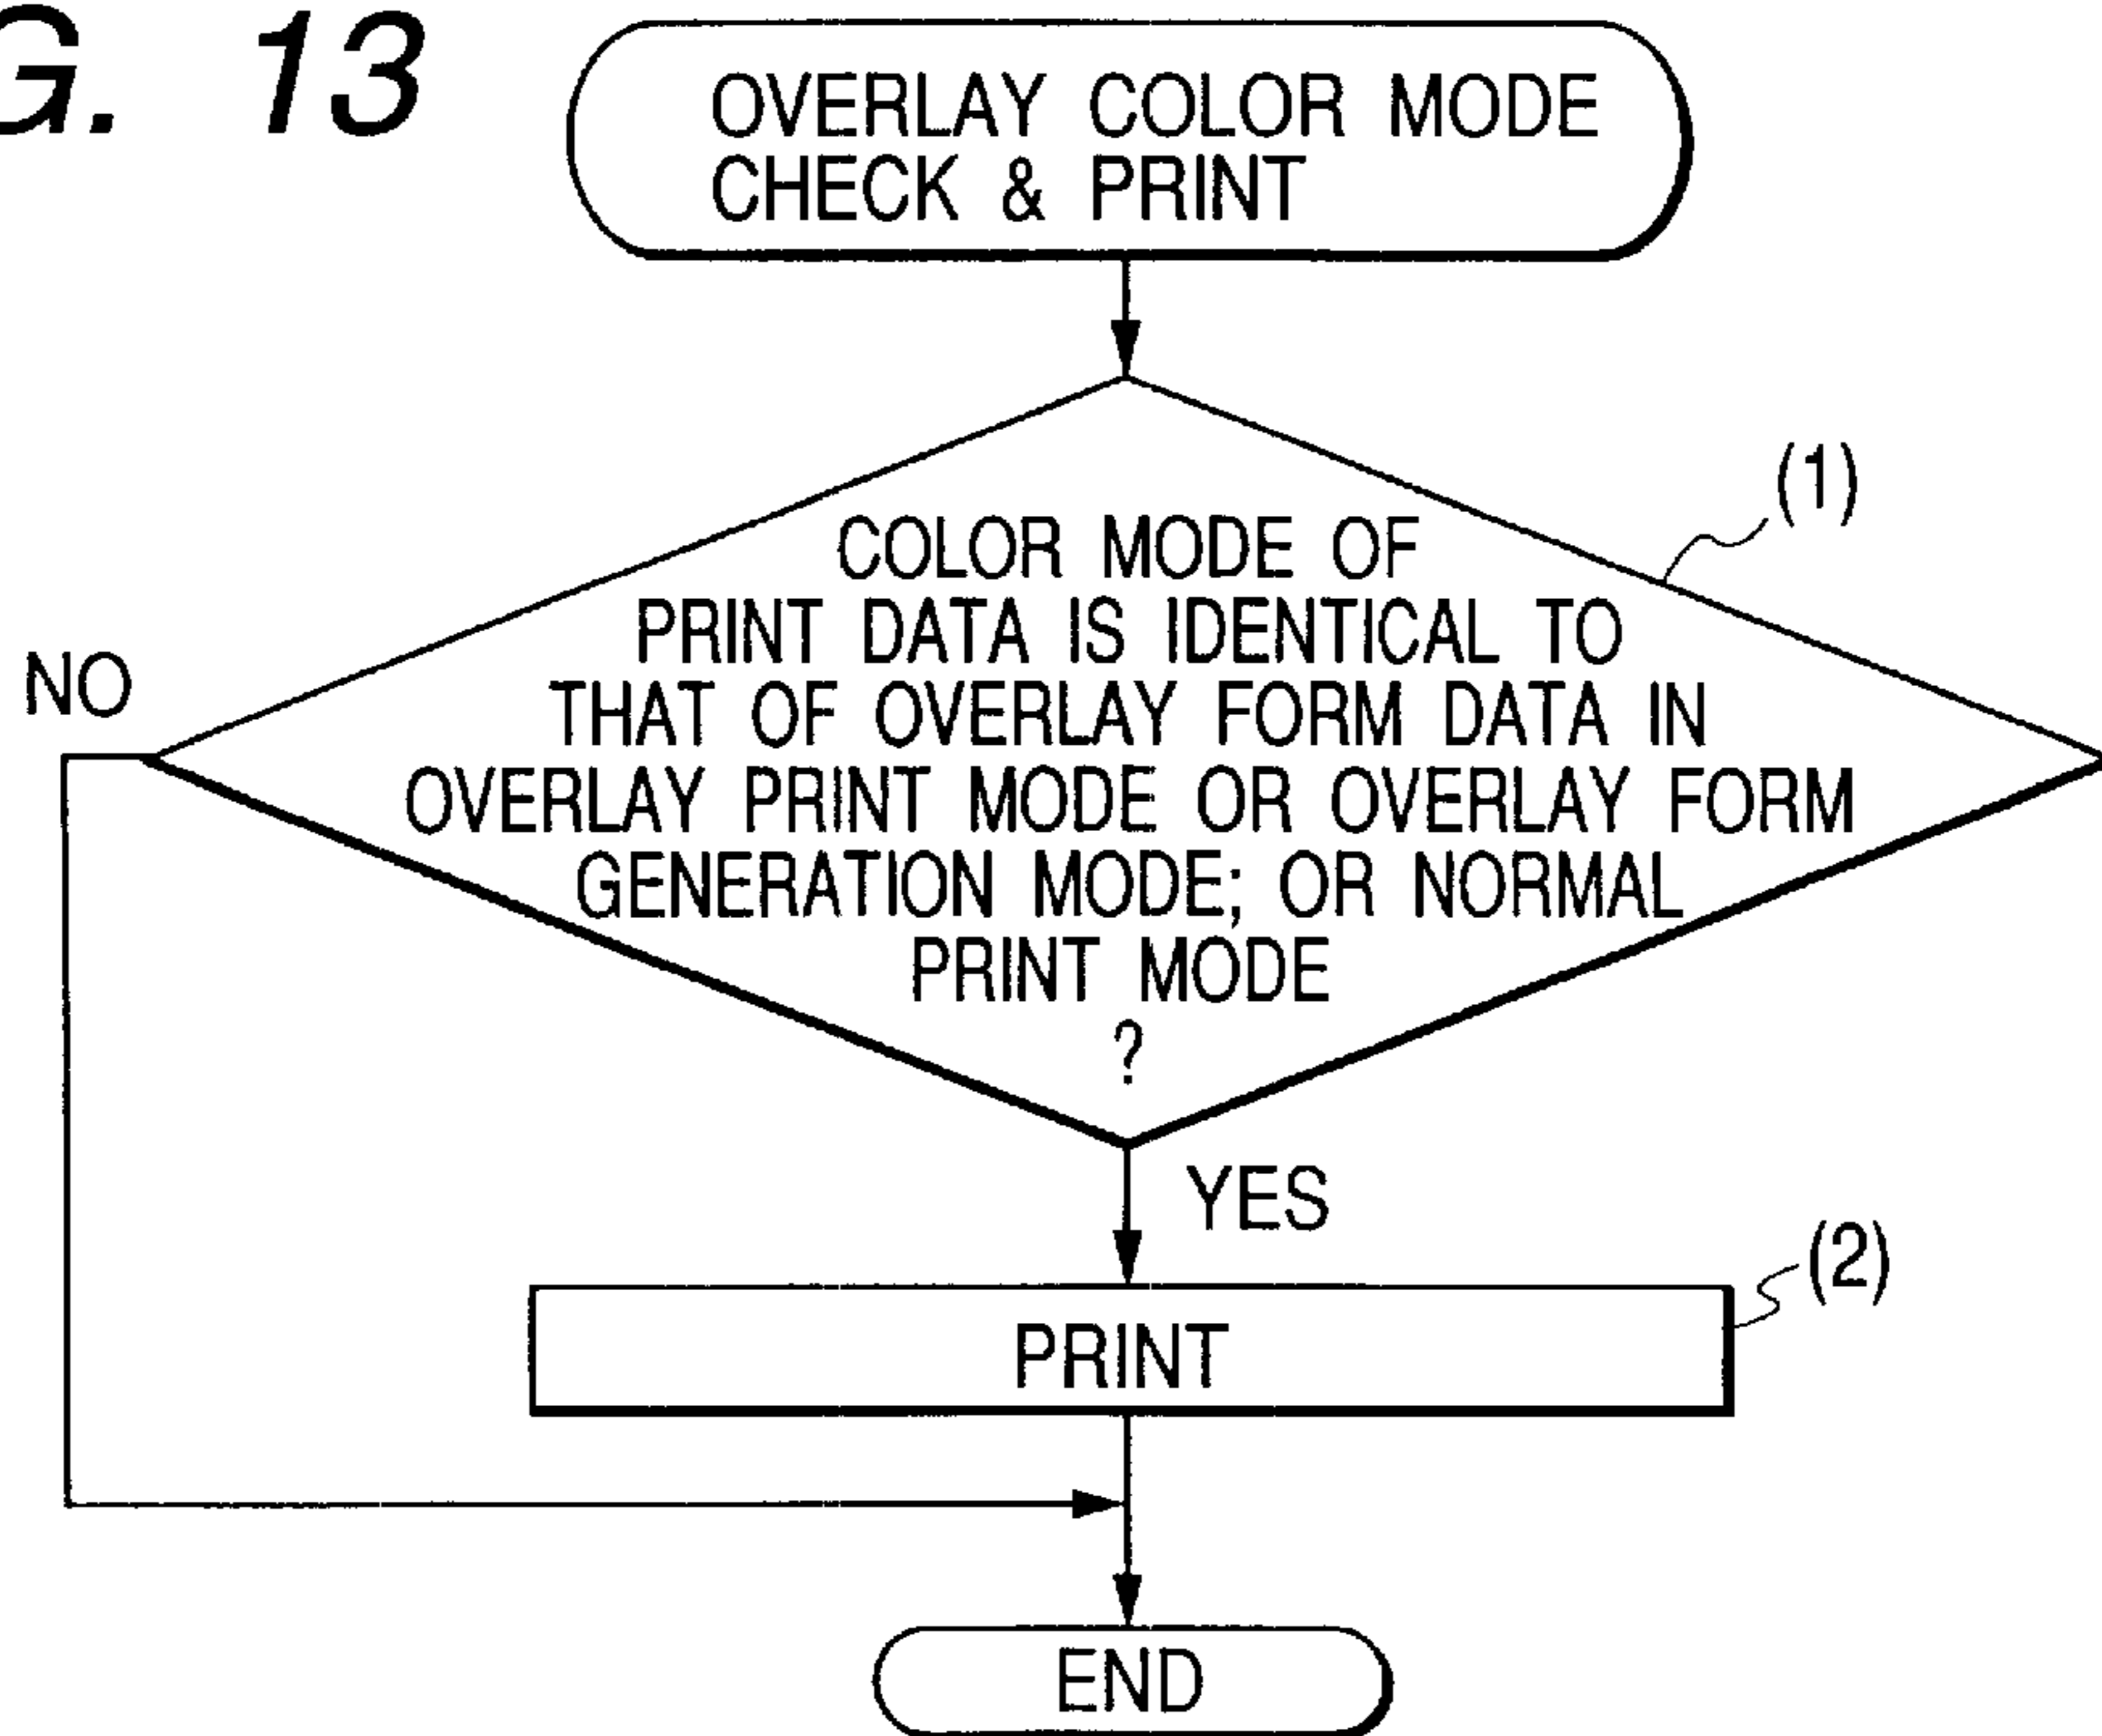 G. 13
OVERLAY COLOR MODE
CHECK & PRINT
(1)
COLOR MODE OF
PRINT DATA IS IDENTICAL TO
THAT OF OVERLAY FORM DATA IN
OVERLAY PRINT MODE OR OVERLAY FORM
GENERATION MODE; OR NORMAL
PRINT MODE
?
NO
YES
(2)
PRINT
END